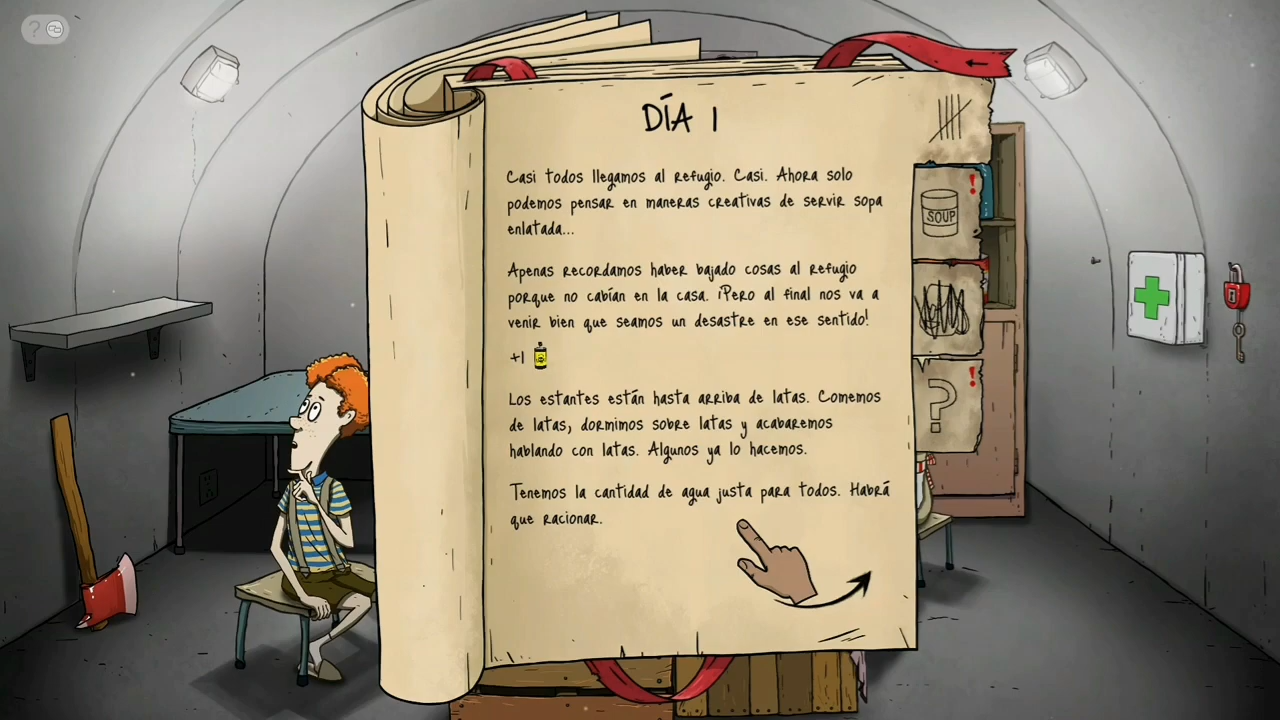 DÍA 1
Casi todos llegamos al refugio. Casi. Ahora solo
podemos pensar en maneras creativas de servir sopa
enlatada...
Apenas recordamos haber bajado cosas al refugio
porque no cabían en la casa. ¡Pero al final nos va a
venir bien que seamos un desastre en ese sentido!
+1
Los estantes están hasta arriba de latas. Comemos
de latas, dormimos sobre latas y acabaremos
hablando con latas. Algunos ya lo hacemos.
Tenemos la cantidad de agua justa para todos. Habrá
que racionar.
!
SOUP
!
?
?